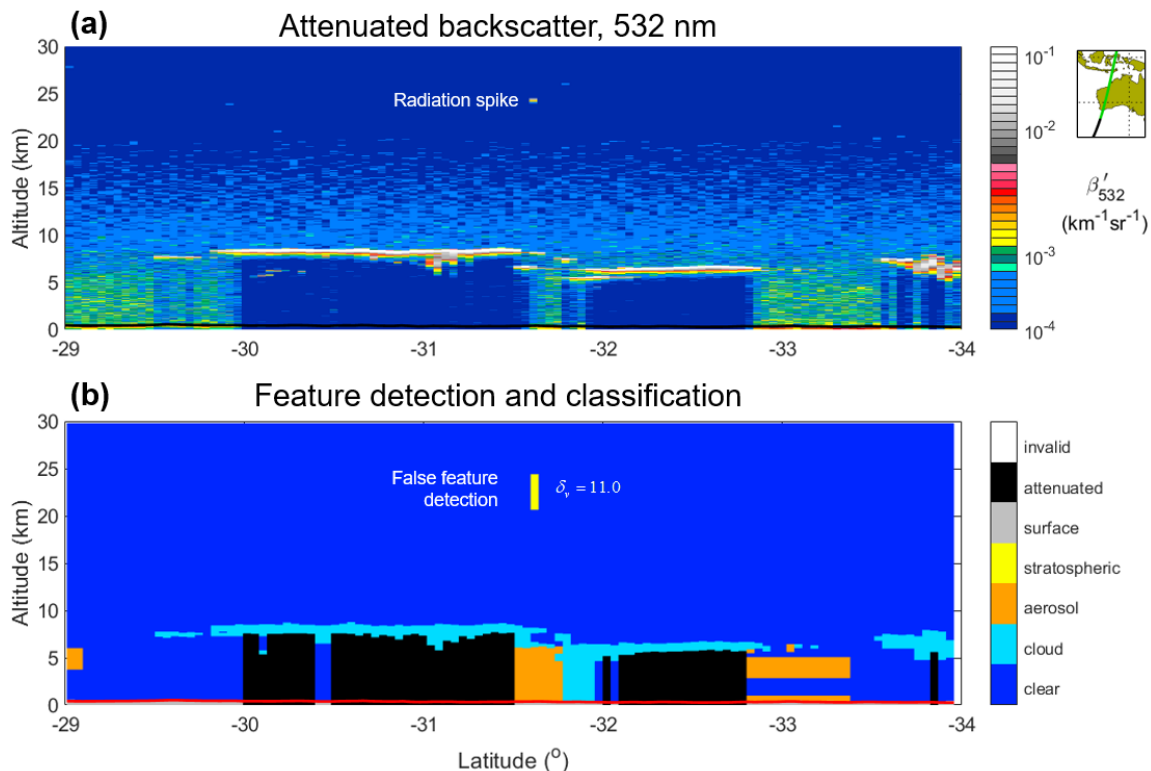 (a) Attenuated backscatter, 532 nm
30
25
20
15
10
5
0
Altitude (km)
Radiation spike
-29 -30 -31 -32 -33 -34
10⁻¹
10⁻²
10⁻³
10⁻⁴
β′₅₃₂
(km⁻¹sr⁻¹)
(b) Feature detection and classification
30
25
20
15
10
5
0
Altitude (km)
False feature
detection
δᵥ = 11.0
-29 -30 -31 -32 -33 -34
Latitude (°)
invalid
attenuated
surface
stratospheric
aerosol
cloud
clear